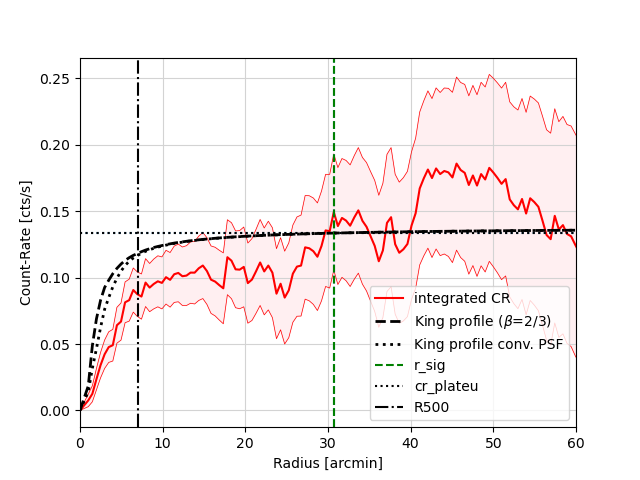 0.25
0.20
0.15
0.10
0.05
0.00
Count-Rate [cts/s]
integrated CR
King profile (β=2/3)
King profile conv. PSF
r_sig
cr_plateu
R500
0 10 20 30 40 50 60
Radius [arcmin]